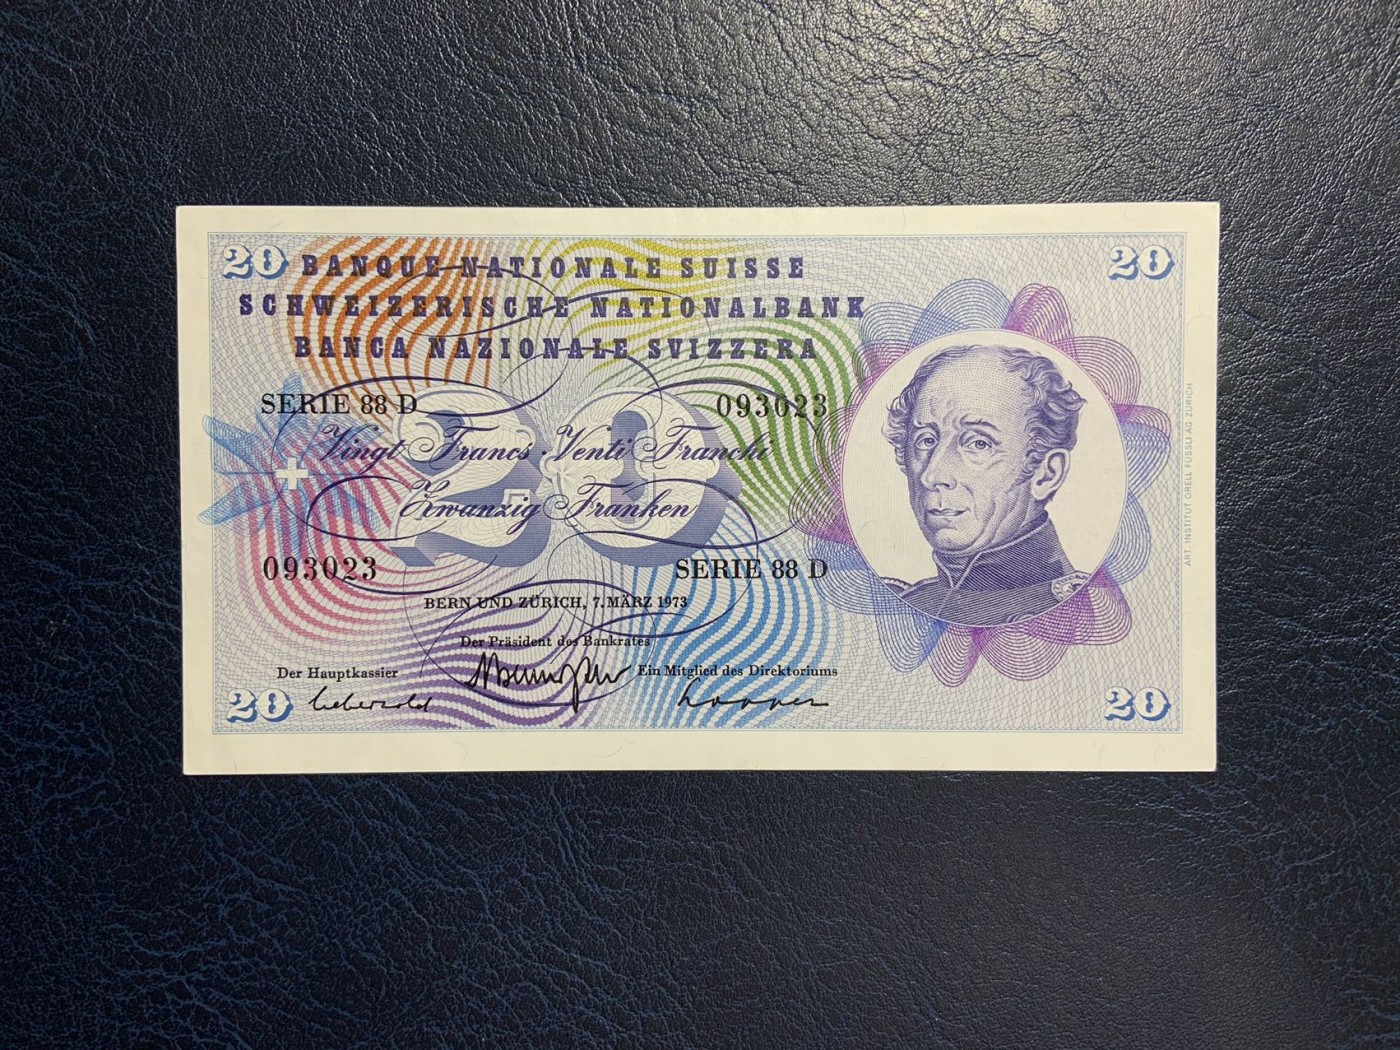 20 BANQUE NATIONALE SUISSE 20
SCHWEIZERISCHE NATIONALBANK
BANCA NAZIONALE SVIZZERA
SERIE 88 D 093023
20
Vingt Francs Venti Franchi
Zwanzig Franken
093023 SERIE 88 D
BERN UND ZÜRICH, 7. MÄRZ 1973
Der Präsident des Bankrates
Der Hauptkassier Ein Mitglied des Direktoriums
20 20
ART. INSTITUT ORELL FÜSSLI AG ZÜRICH